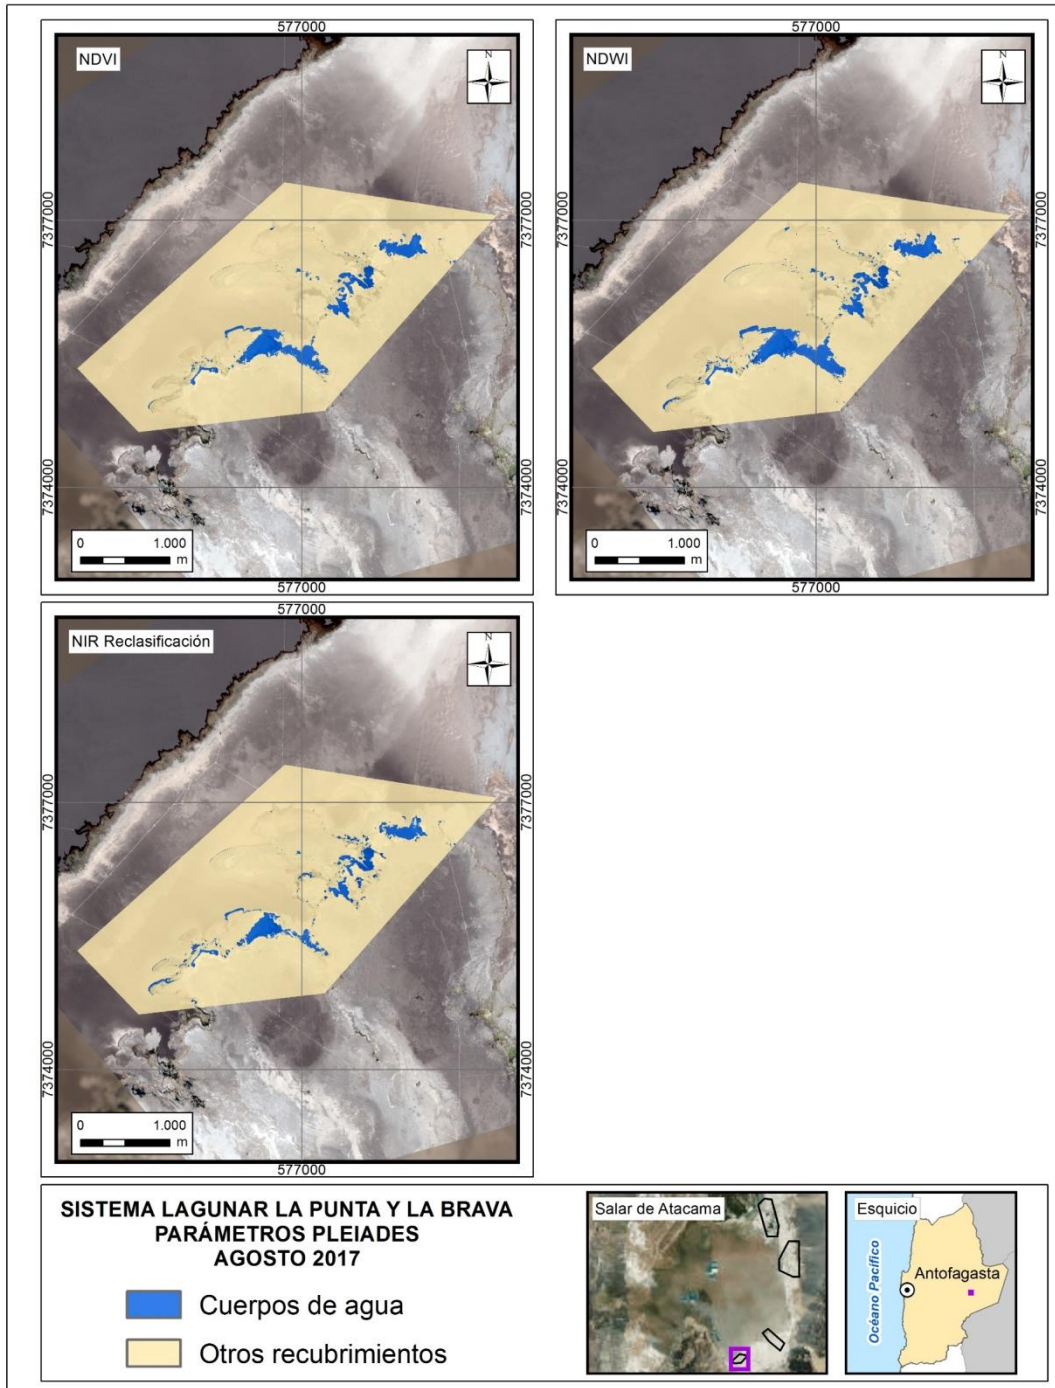 577000
NDVI
N
7377000
7377000
7374000
7374000
0 1.000
m
577000
577000
NDWI
N
7377000
7377000
7374000
7374000
0 1.000
m
577000
577000
NIR Reclasificación
N
7377000
7377000
7374000
7374000
0 1.000
m
577000
SISTEMA LAGUNAR LA PUNTA Y LA BRAVA
PARÁMETROS PLEIADES
AGOSTO 2017
Cuerpos de agua
Otros recubrimientos
Salar de Atacama
Esquicio
Océano Pacífico
Antofagasta